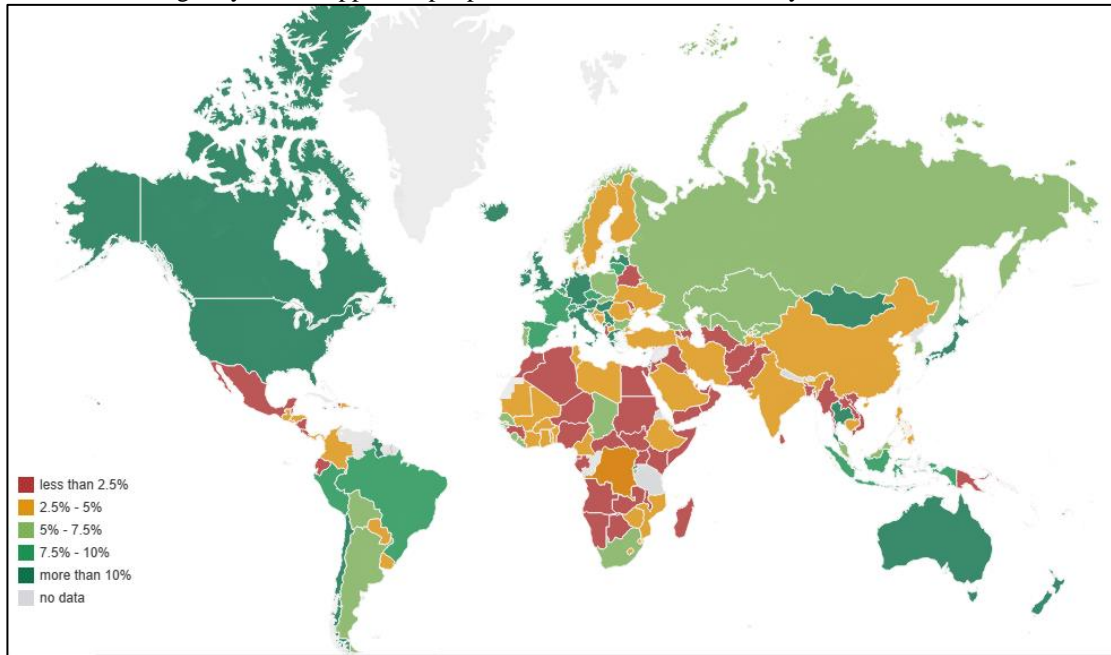 less than 2.5%
2.5% - 5%
5% - 7.5%
7.5% - 10%
more than 10%
no data